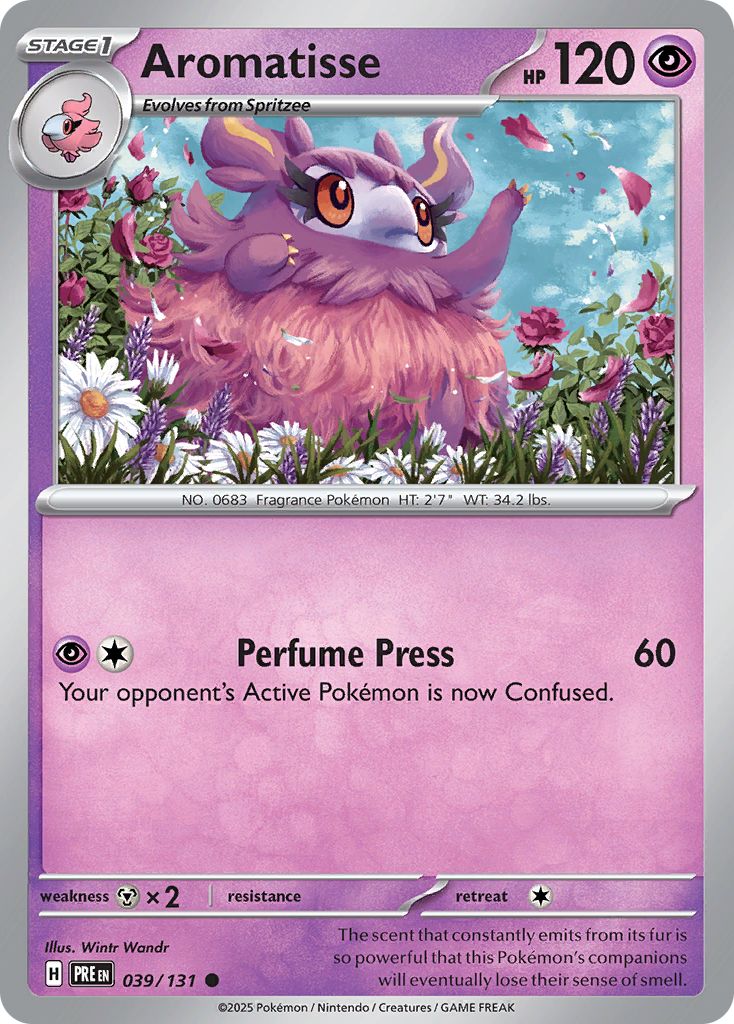 STAGE1
Aromatisse
HP 120
Evolves from Spritzee
NO. 0683 Fragrance Pokémon HT: 2'7" WT: 34.2 lbs.
Perfume Press 60
Your opponent's Active Pokémon is now Confused.
weakness ×2 resistance retreat
Illus. Wintr Wandr
The scent that constantly emits from its fur is
so powerful that this Pokémon's companions
will eventually lose their sense of smell.
H PRE EN 039/131
©2025 Pokémon / Nintendo / Creatures / GAME FREAK